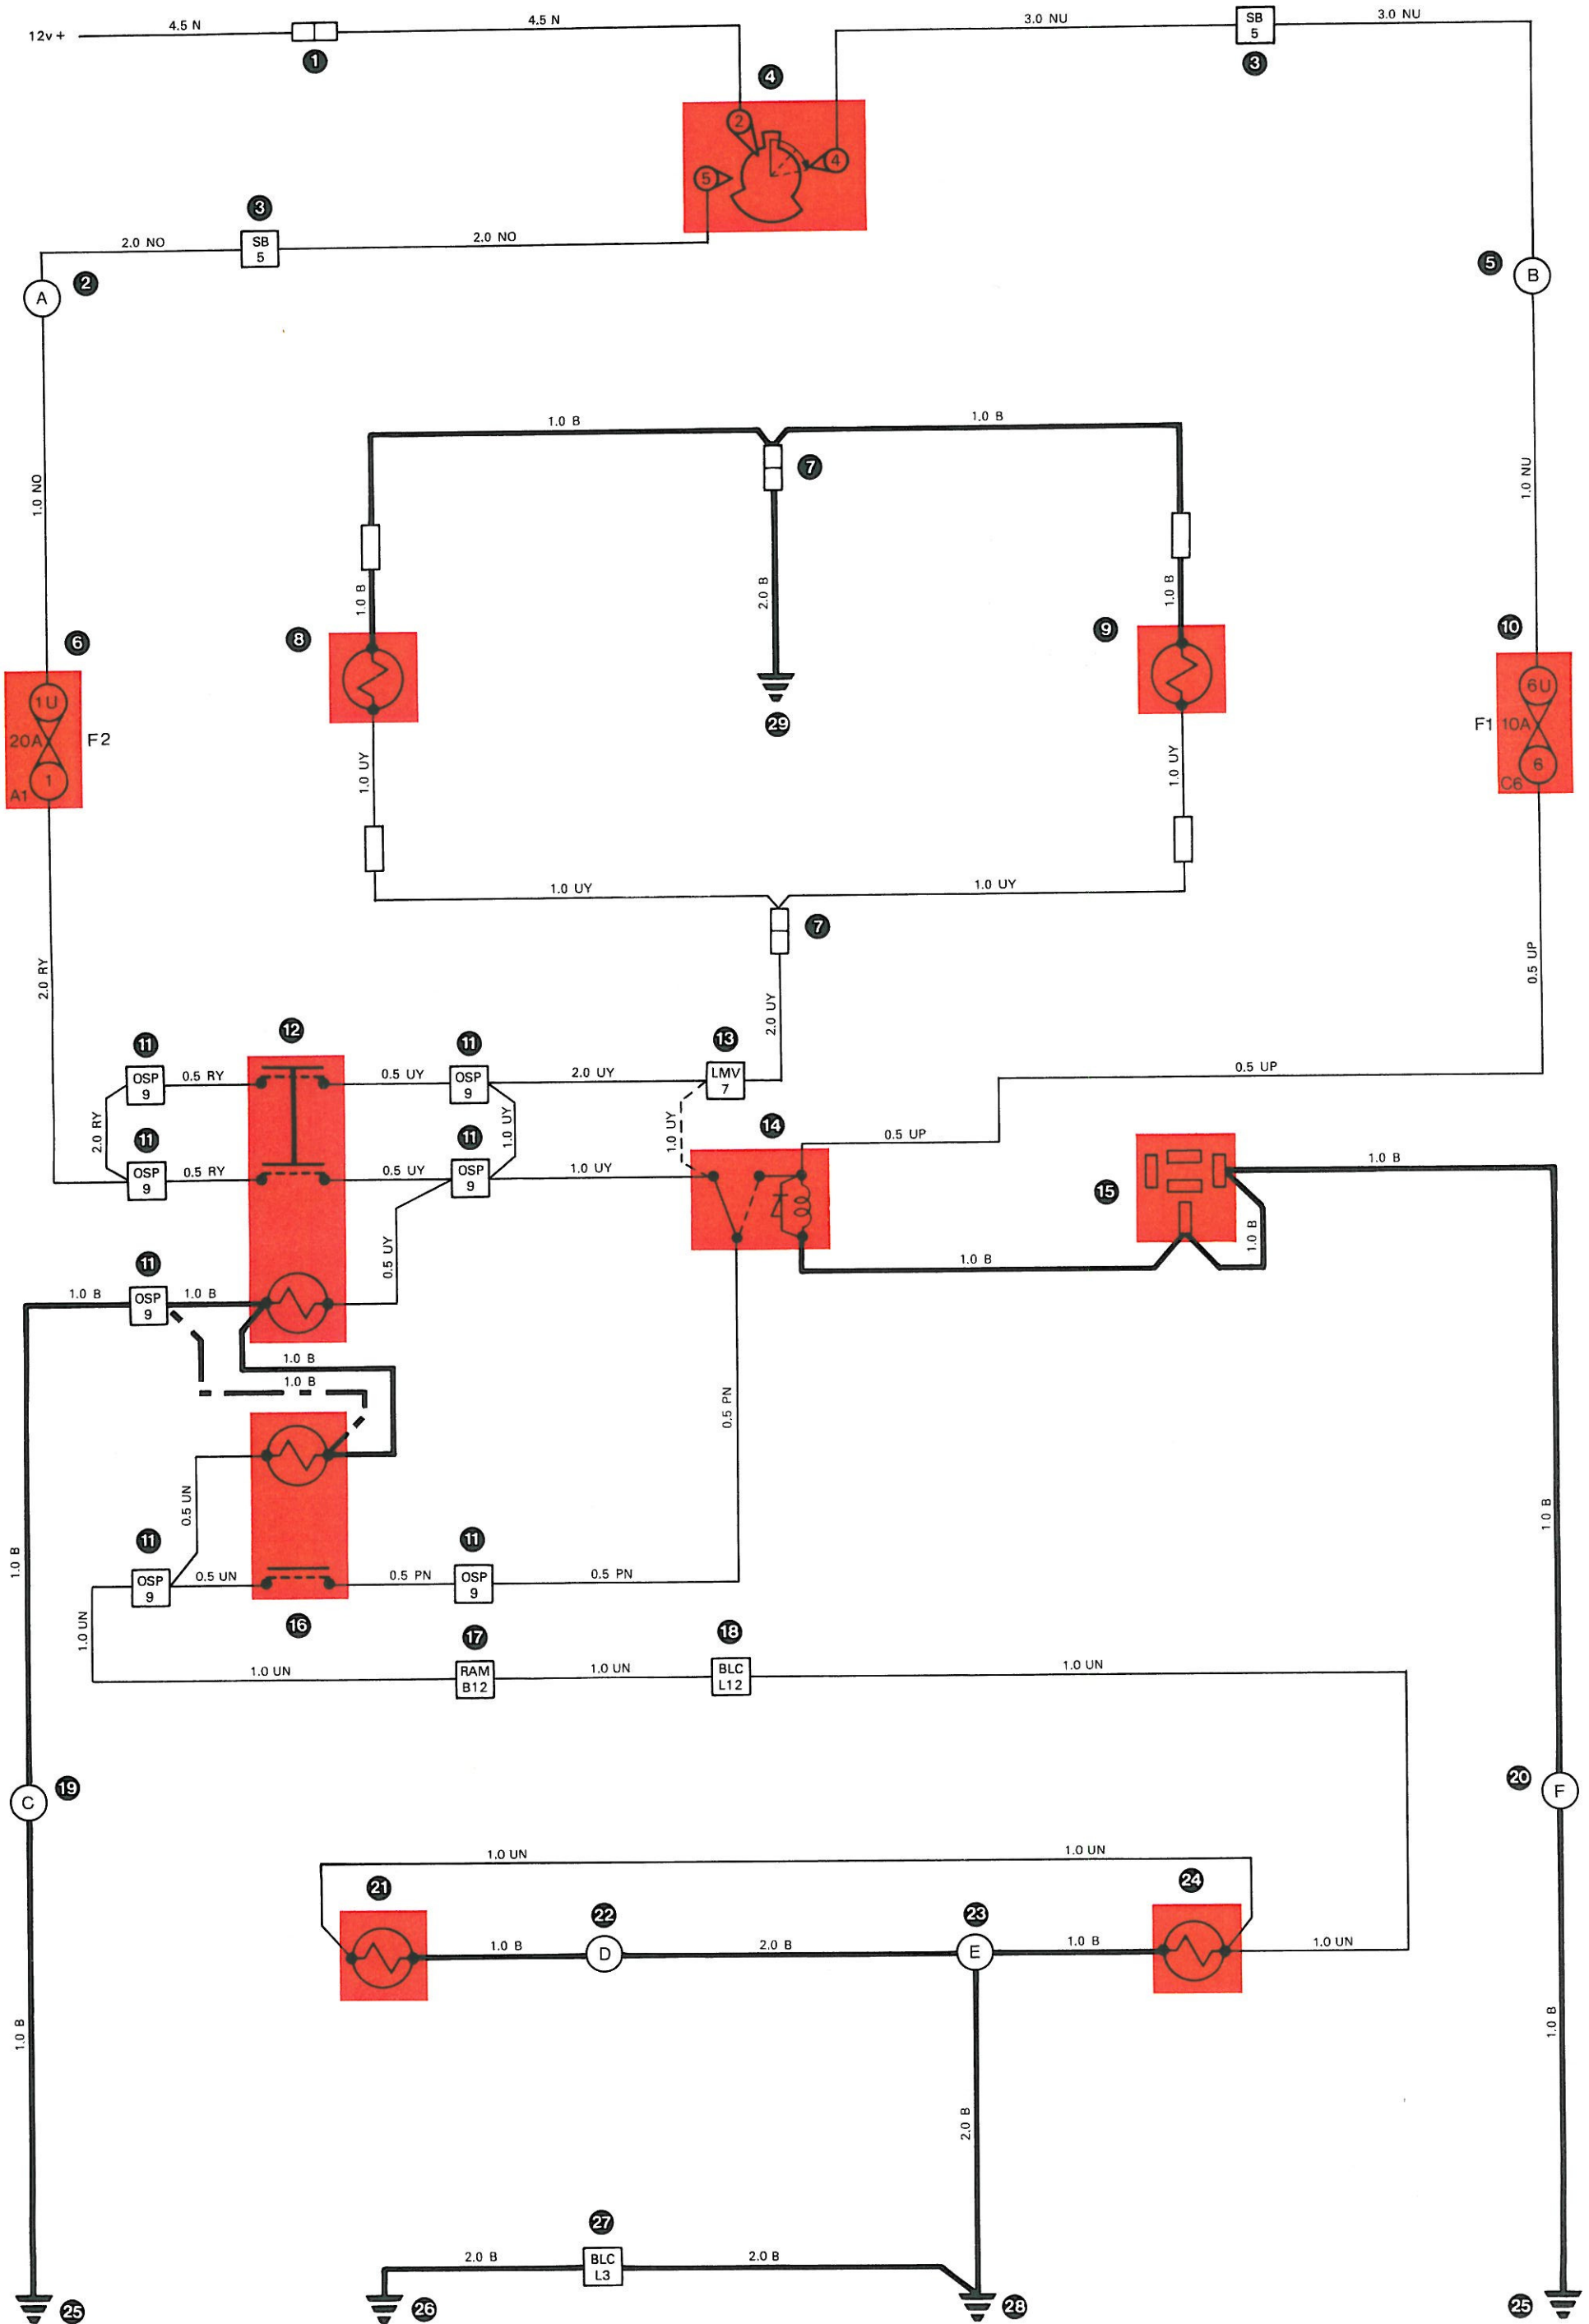 12v +
4.5 N
4.5 N
3.0 NU
SB
5
3.0 NU
1
3
4
2
4
5
3
2.0 NO
SB
5
2.0 NO
A
2
5
B
1.0 NO
1.0 B
1.0 B
7
1.0 NU
1.0 B
2.0 B
1.0 B
6
8
9
10
1U
20A
1
A1
F2
29
F1
6U
10A
6
C6
1.0 UY
1.0 UY
1.0 UY
1.0 UY
7
2.0 RY
2.0 UY
0.5 UP
11
12
11
13
OSP
9
0.5 RY
0.5 UY
OSP
9
2.0 UY
LMV
7
0.5 UP
2.0 RY
1.0 UY
1.0 UY
11
11
14
0.5 UP
OSP
9
0.5 RY
0.5 UY
OSP
9
1.0 UY
15
1.0 B
0.5 UY
1.0 B
1.0 B
11
1.0 B
OSP
9
1.0 B
1.0 B
1.0 B
0.5 PN
0.5 UN
11
11
OSP
9
0.5 UN
0.5 PN
OSP
9
0.5 PN
1.0 B
1.0 B
1.0 UN
16
17
18
1.0 UN
RAM
B12
1.0 UN
BLC
L12
1.0 UN
C
19
20
F
1.0 UN
1.0 UN
21
22
23
24
1.0 B
D
2.0 B
E
1.0 B
1.0 UN
1.0 B
1.0 B
2.0 B
27
2.0 B
BLC
L3
2.0 B
25
26
28
25